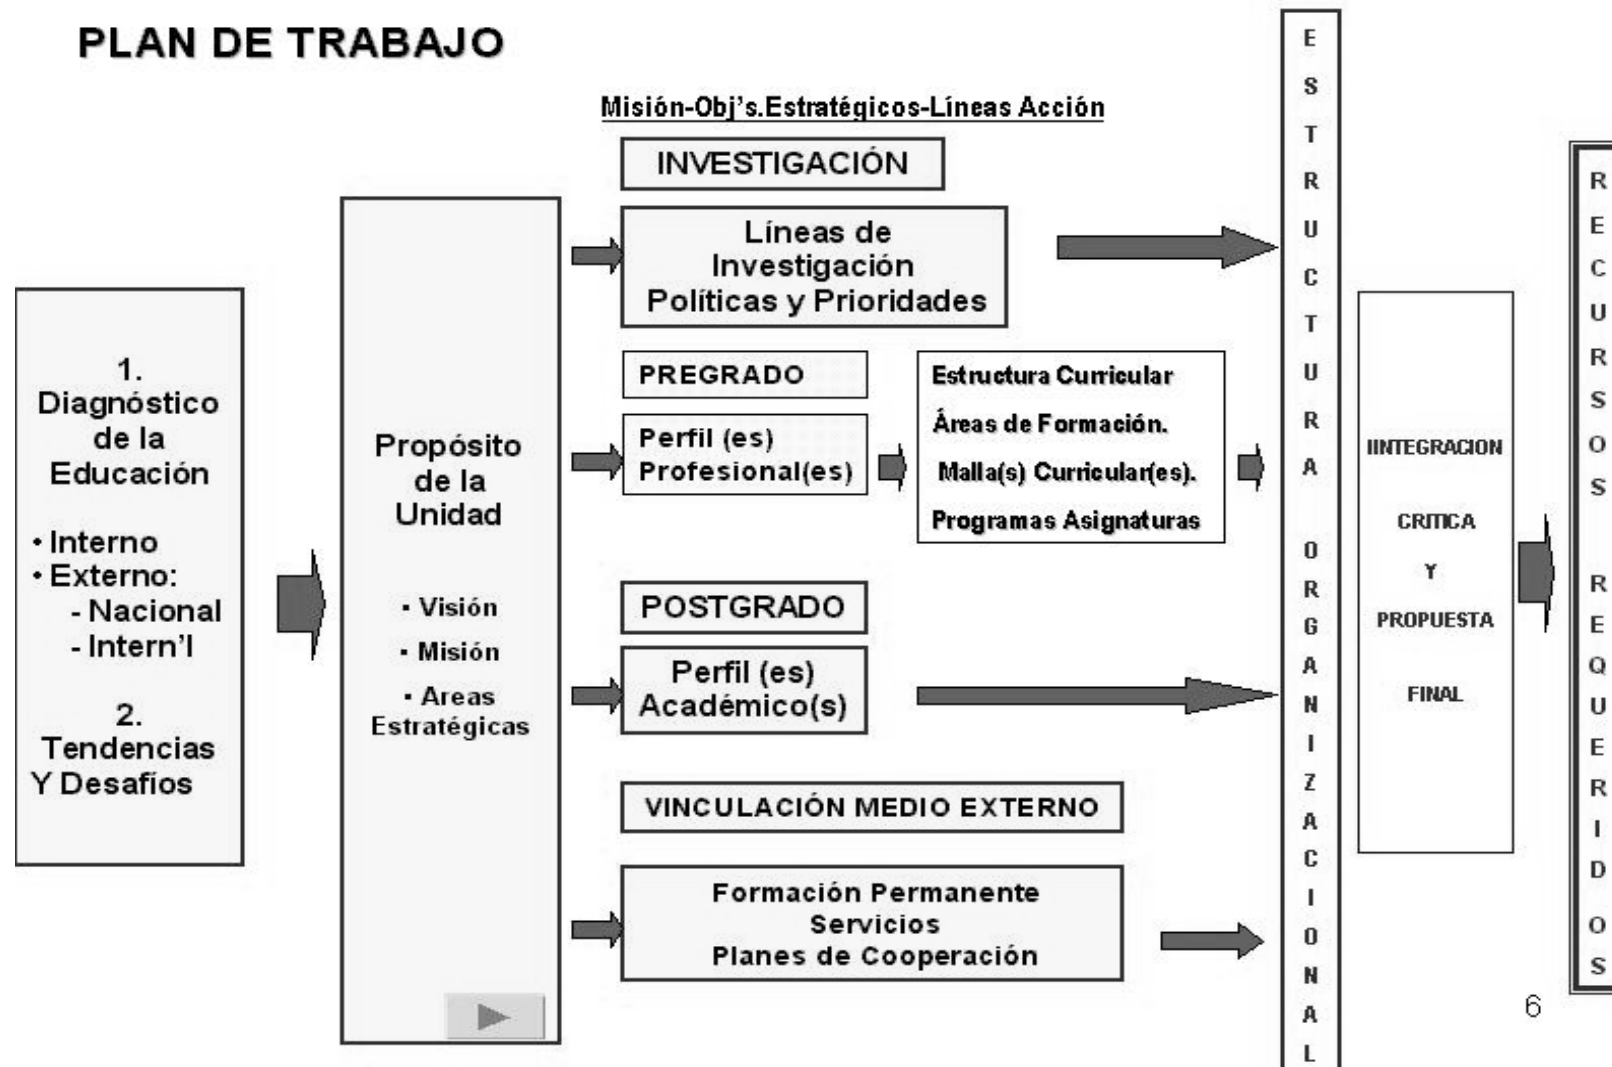 PLAN DE TRABAJO
Misión-Obj's.Estratégicos-Líneas Acción
1.
Diagnóstico
de la
Educación
• Interno
• Externo:
- Nacional
- Intern'l
2.
Tendencias
Y Desafíos
Propósito
de la
Unidad
▪ Visión
▪ Misión
▪ Areas
Estratégicas
INVESTIGACIÓN
Líneas de
Investigación
Políticas y Prioridades
PREGRADO
Perfil (es)
Profesional(es)
Estructura Curricular
Áreas de Formación.
Malla(s) Curricular(es).
Programas Asignaturas
POSTGRADO
Perfil (es)
Académico(s)
VINCULACIÓN MEDIO EXTERNO
Formación Permanente
Servicios
Planes de Cooperación
ESTRUCTURA ORGANIZACIONAL
IINTEGRACION
CRITICA
Y
PROPUESTA
FINAL
RECURSOS REQUERIDOS
6